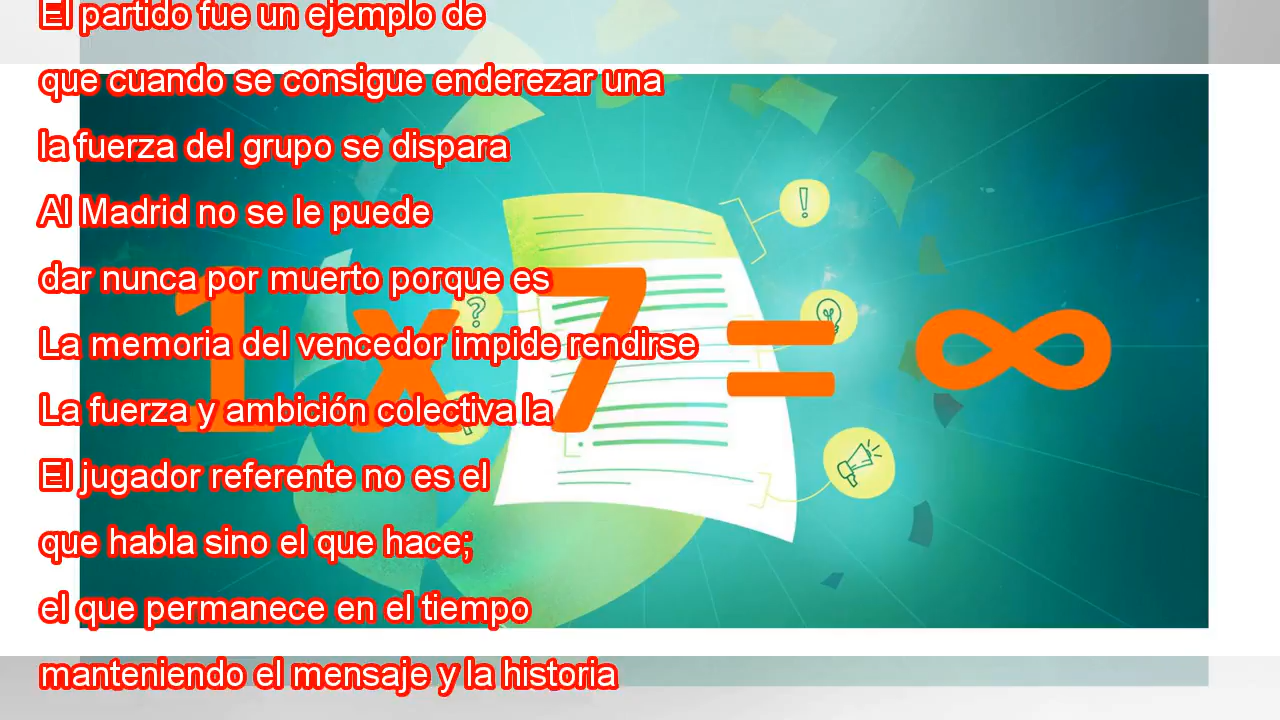 El partido fue un ejemplo de
que cuando se consigue enderezar una
la fuerza del grupo se dispara
Al Madrid no se le puede
dar nunca por muerto porque es
La memoria del vencedor impide rendirse
La fuerza y ambición colectiva la
El jugador referente no es el
que habla sino el que hace;
el que permanece en el tiempo
manteniendo el mensaje y la historia
1 x 7 = ∞